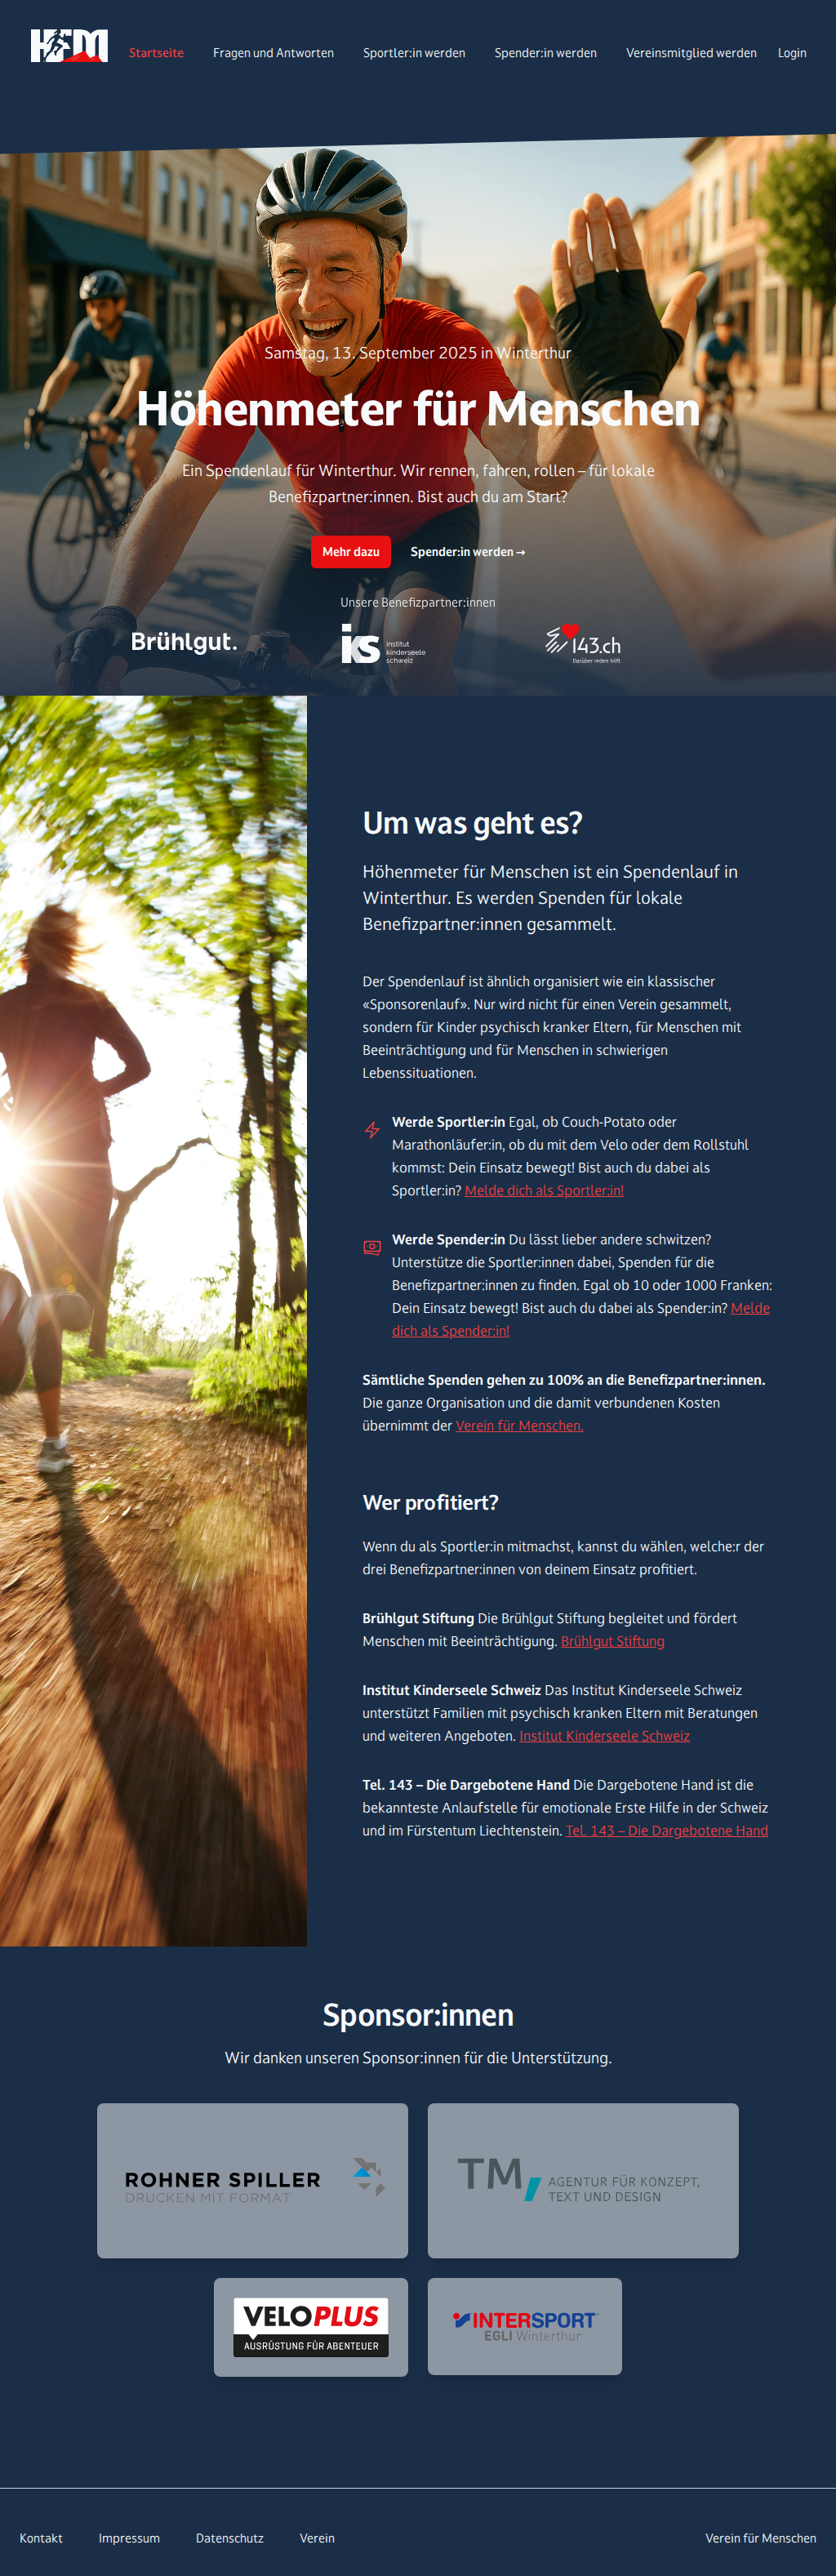 HFM
Startseite
Fragen und Antworten
Sportler:in werden
Spender:in werden
Vereinsmitglied werden
Login
Samstag, 13. September 2025 in Winterthur
Höhenmeter für Menschen
Ein Spendenlauf für Winterthur. Wir rennen, fahren, rollen – für lokale
Benefizpartner:innen. Bist auch du am Start?
Mehr dazu
Spender:in werden →
Unsere Benefizpartner:innen
Brühlgut.
iks
institut
kinderseele
schweiz
143.ch
Darüber reden hilft
Um was geht es?
Höhenmeter für Menschen ist ein Spendenlauf in
Winterthur. Es werden Spenden für lokale
Benefizpartner:innen gesammelt.
Der Spendenlauf ist ähnlich organisiert wie ein klassischer
«Sponsorenlauf». Nur wird nicht für einen Verein gesammelt,
sondern für Kinder psychisch kranker Eltern, für Menschen mit
Beeinträchtigung und für Menschen in schwierigen
Lebenssituationen.
Werde Sportler:in Egal, ob Couch-Potato oder
Marathonläufer:in, ob du mit dem Velo oder dem Rollstuhl
kommst: Dein Einsatz bewegt! Bist auch du dabei als
Sportler:in? Melde dich als Sportler:in!
Werde Spender:in Du lässt lieber andere schwitzen?
Unterstütze die Sportler:innen dabei, Spenden für die
Benefizpartner:innen zu finden. Egal ob 10 oder 1000 Franken:
Dein Einsatz bewegt! Bist auch du dabei als Spender:in? Melde
dich als Spender:in!
Sämtliche Spenden gehen zu 100% an die Benefizpartner:innen.
Die ganze Organisation und die damit verbundenen Kosten
übernimmt der Verein für Menschen.
Wer profitiert?
Wenn du als Sportler:in mitmachst, kannst du wählen, welche:r der
drei Benefizpartner:innen von deinem Einsatz profitiert.
Brühlgut Stiftung Die Brühlgut Stiftung begleitet und fördert
Menschen mit Beeinträchtigung. Brühlgut Stiftung
Institut Kinderseele Schweiz Das Institut Kinderseele Schweiz
unterstützt Familien mit psychisch kranken Eltern mit Beratungen
und weiteren Angeboten. Institut Kinderseele Schweiz
Tel. 143 – Die Dargebotene Hand Die Dargebotene Hand ist die
bekannteste Anlaufstelle für emotionale Erste Hilfe in der Schweiz
und im Fürstentum Liechtenstein. Tel. 143 – Die Dargebotene Hand
Sponsor:innen
Wir danken unseren Sponsor:innen für die Unterstützung.
ROHNER SPILLER
DRUCKEN MIT FORMAT
TM,
AGENTUR FÜR KONZEPT,
TEXT UND DESIGN
VELOPLUS
AUSRÜSTUNG FÜR ABENTEUER
INTERSPORT
EGLI Winterthur
Kontakt
Impressum
Datenschutz
Verein
Verein für Menschen